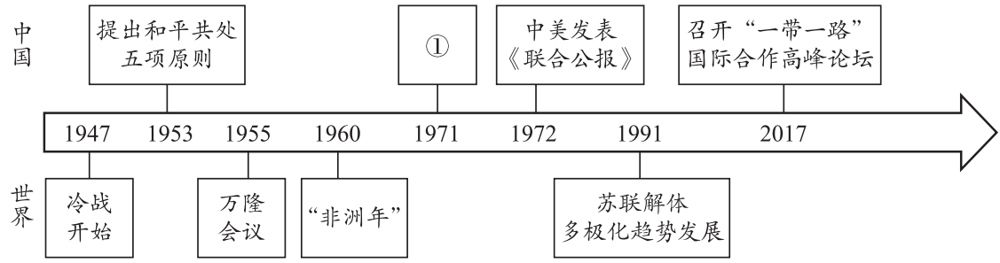 中国
提出和平共处
五项原则
①
中美发表
《联合公报》
召开“一带一路”
国际合作高峰论坛
1947 1953 1955 1960 1971 1972 1991 2017
世界
冷战
开始
万隆
会议
“非洲年”
苏联解体
多极化趋势发展